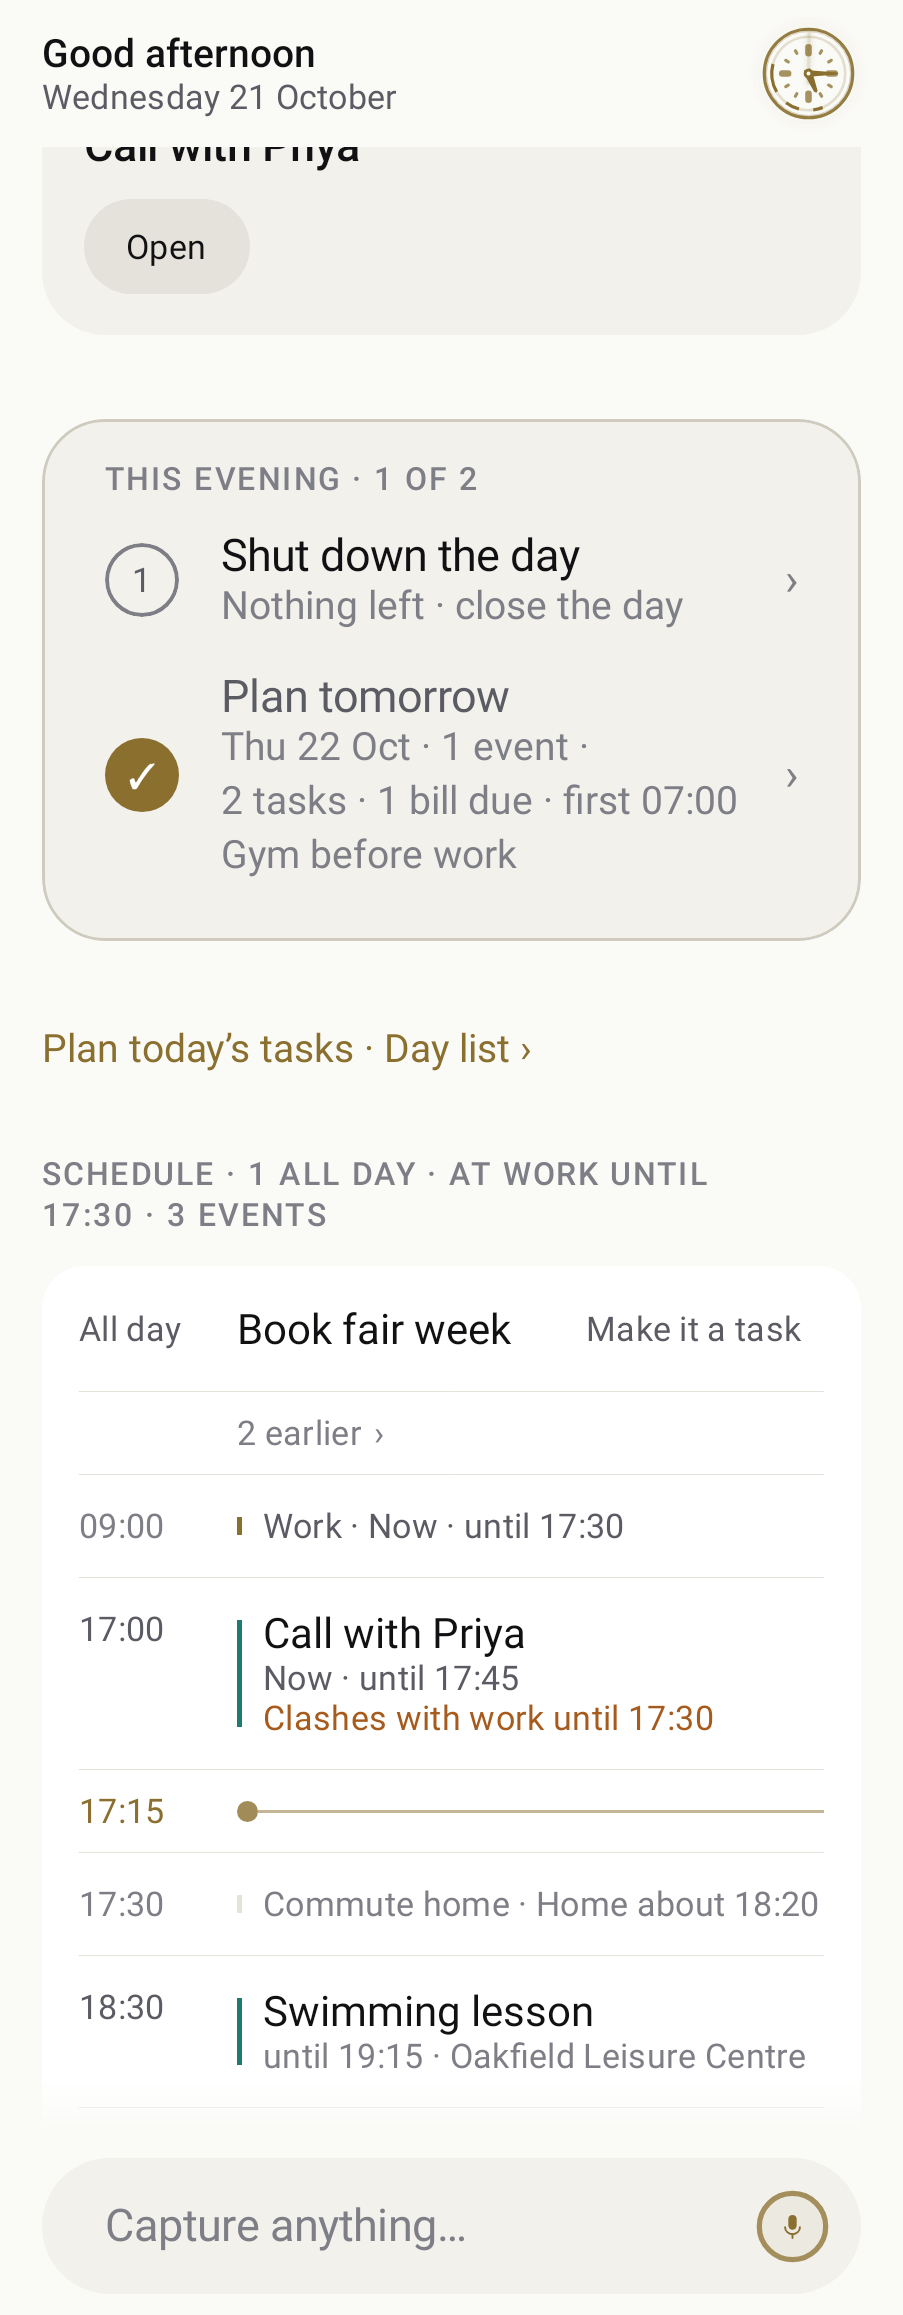 Good afternoon
Wednesday 21 October
Call with Priya
Open
THIS EVENING · 1 OF 2
1
Shut down the day
Nothing left · close the day
›
Plan tomorrow
✓
Thu 22 Oct · 1 event ·
2 tasks · 1 bill due · first 07:00
Gym before work
›
Plan today’s tasks · Day list ›
SCHEDULE · 1 ALL DAY · AT WORK UNTIL
17:30 · 3 EVENTS
All day Book fair week Make it a task
2 earlier ›
09:00 Work · Now · until 17:30
17:00 Call with Priya
Now · until 17:45
Clashes with work until 17:30
17:15
17:30 Commute home · Home about 18:20
18:30 Swimming lesson
until 19:15 · Oakfield Leisure Centre
Capture anything...